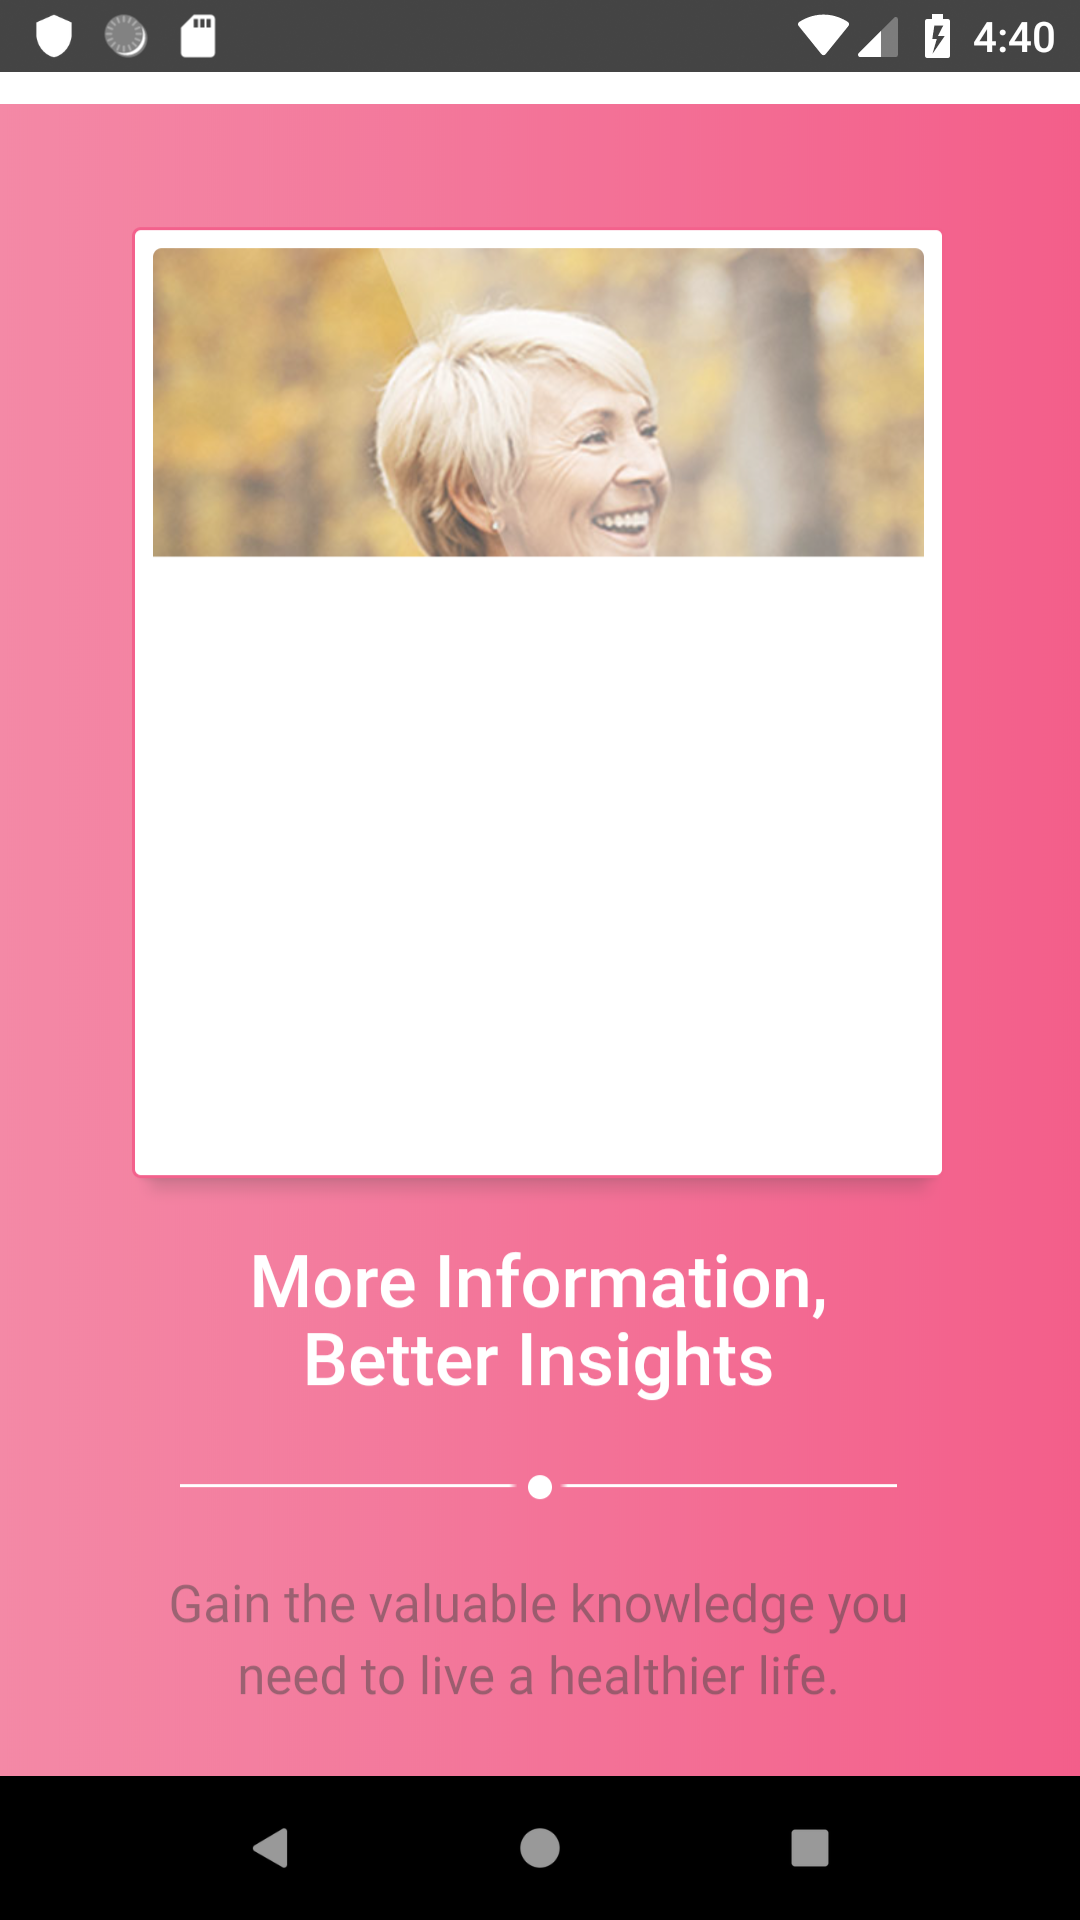 4:40
More Information,
Better Insights
Gain the valuable knowledge you
need to live a healthier life.